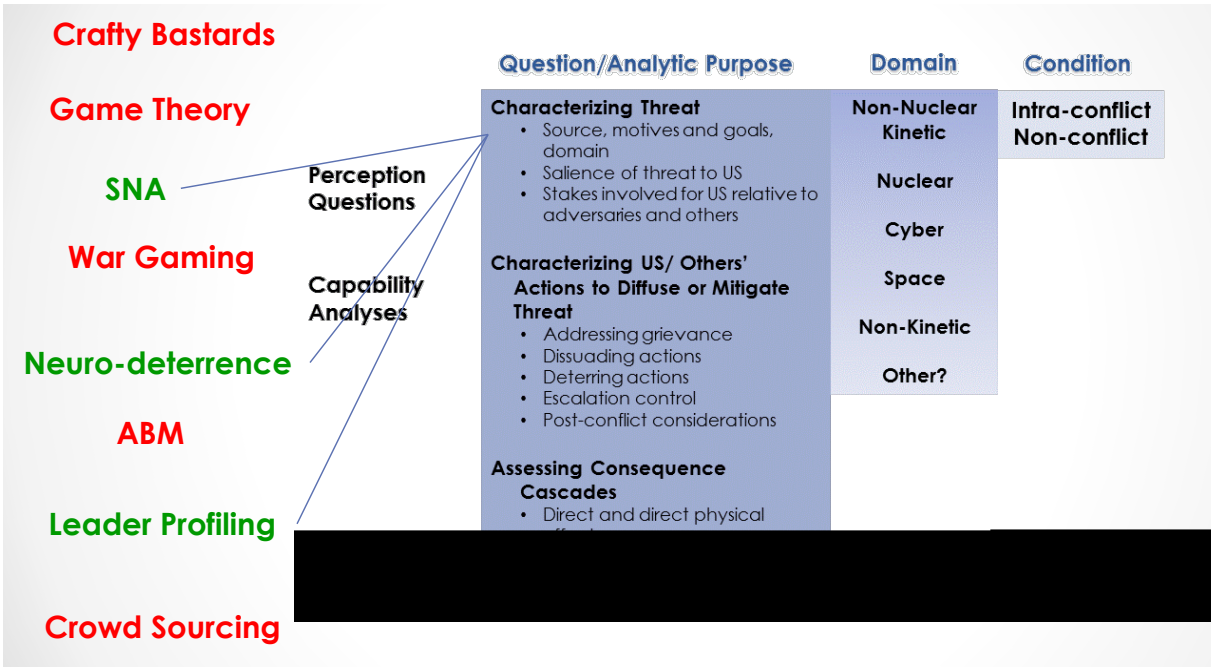 Crafty Bastards
Game Theory
SNA
War Gaming
Neuro-deterrence
ABM
Leader Profiling
Crowd Sourcing
Perception
Questions
Capability
Analyses
Question/Analytic Purpose
Characterizing Threat
• Source, motives and goals,
domain
• Salience of threat to US
• Stakes involved for US relative to
adversaries and others
Characterizing US/ Others’
Actions to Diffuse or Mitigate
Threat
• Addressing grievance
• Dissuading actions
• Deterring actions
• Escalation control
• Post-conflict considerations
Assessing Consequence
Cascades
• Direct and direct physical
Domain
Non-Nuclear
Kinetic
Nuclear
Cyber
Space
Non-Kinetic
Other?
Condition
Intra-conflict
Non-conflict